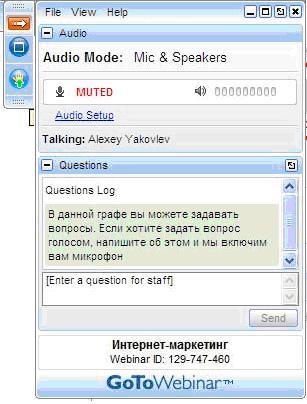 File View Help
Audio
Audio Mode: Mic & Speakers
MUTED 000000000
Audio Setup
Talking: Alexey Yakovlev
Questions
Questions Log
В данной графе вы можете задавать
вопросы. Если хотите задать вопрос
голосом, напишите об этом и мы включим
вам микрофон
[Enter a question for staff]
Send
Интернет-маркетинг
Webinar ID: 129-747-460
GoToWebinar™